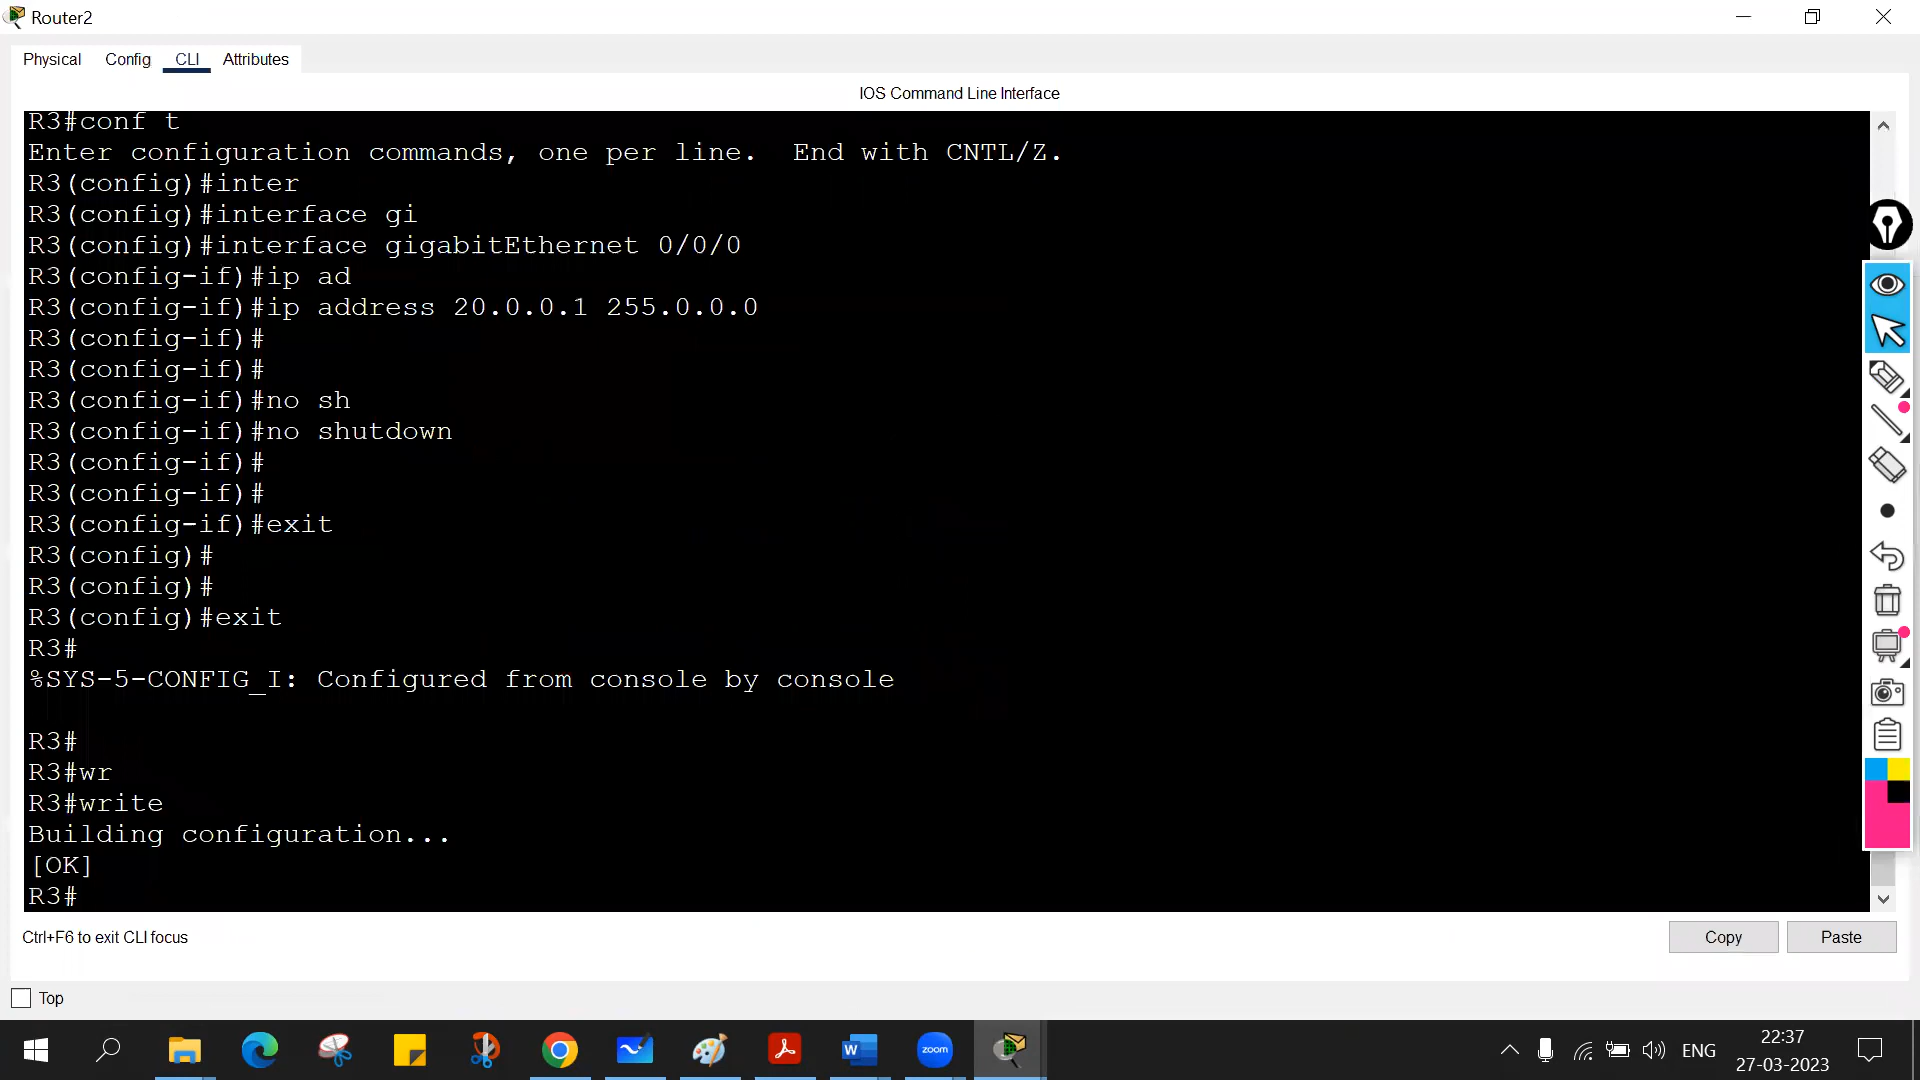 Router2
Physical Config CLI Attributes
IOS Command Line Interface
R3#conf t
Enter configuration commands, one per line.  End with CNTL/Z.
R3(config)#inter
R3(config)#interface gi
R3(config)#interface gigabitEthernet 0/0/0
R3(config-if)#ip ad
R3(config-if)#ip address 20.0.0.1 255.0.0.0
R3(config-if)#
R3(config-if)#
R3(config-if)#no sh
R3(config-if)#no shutdown
R3(config-if)#
R3(config-if)#
R3(config-if)#exit
R3(config)#
R3(config)#
R3(config)#exit
R3#
%SYS-5-CONFIG_I: Configured from console by console
R3#
R3#wr
R3#write
Building configuration...
[OK]
R3#
Ctrl+F6 to exit CLI focus
Copy Paste
Top
W zoom ENG 22:37
27-03-2023